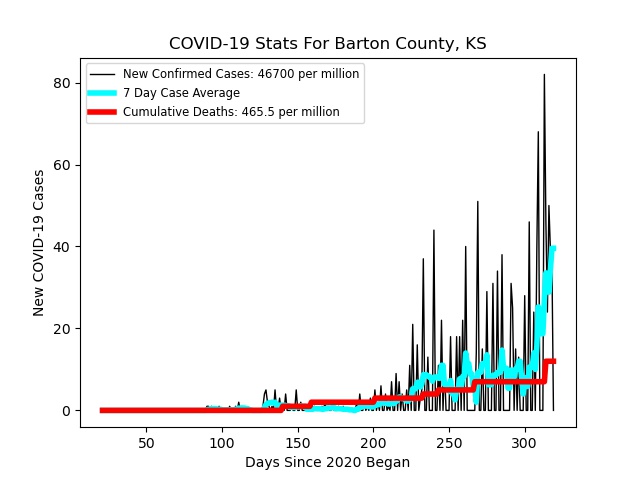 COVID-19 Stats For Barton County, KS
New Confirmed Cases: 46700 per million
7 Day Case Average
Cumulative Deaths: 465.5 per million
New COVID-19 Cases
80
60
40
20
0
50 100 150 200 250 300
Days Since 2020 Began